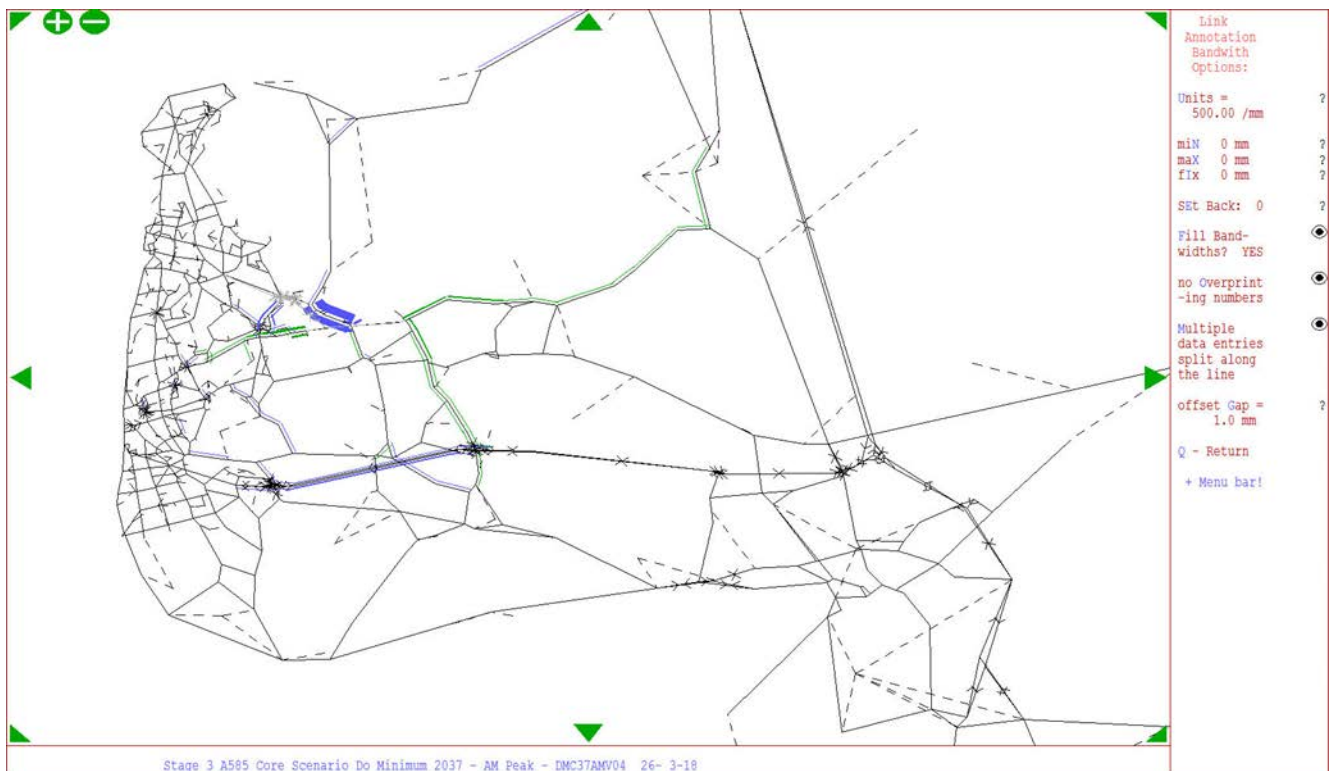 Link
Annotation
Bandwith
Options:
Units = ?
500.00 /mm
miN 0 mm ?
maX 0 mm ?
fIx 0 mm ?
SEt Back: 0 ?
Fill Band-
widths? YES
no Overprint
-ing numbers
Multiple
data entries
split along
the line
offset Gap = ?
1.0 mm
Q - Return
+ Menu bar!
Stage 3 A585 Core Scenario Do Minimum 2037 - AM Peak - DMC37AMV04 26- 3-18